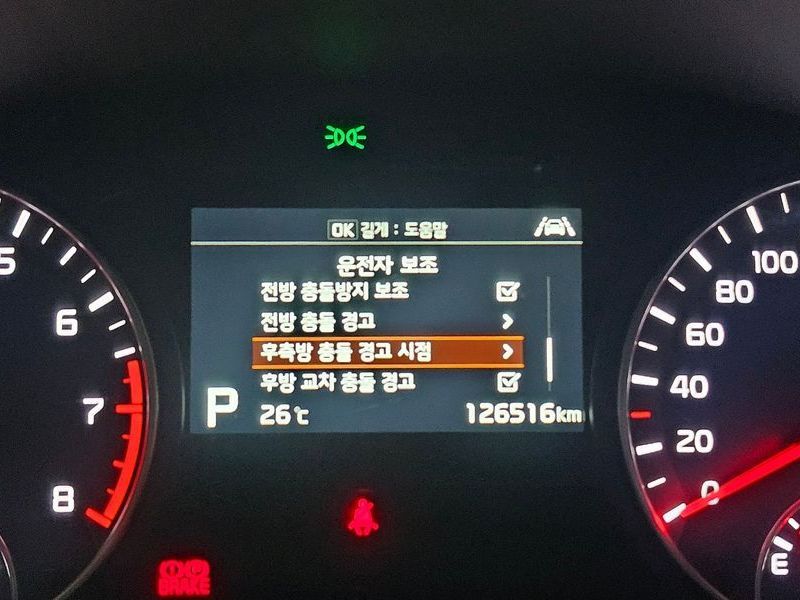 OK 길게 : 도움말
운전자 보조
전방 충돌방지 보조
전방 충돌 경고
후측방 충돌 경고 시점
후방 교차 충돌 경고
P 26℃ 126516km
5
6
7
8
100
80
60
40
20
0
E
BRAKE